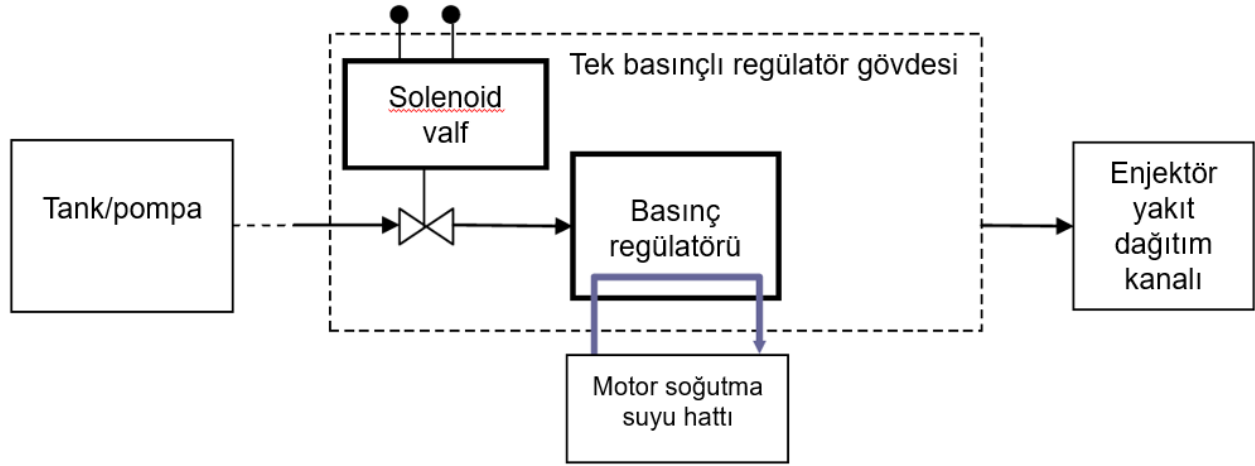 Tek basınçlı regülatör gövdesi
Solenoid
valf
Tank/pompa
Basınç
regülatörü
Enjektör
yakıt
dağıtım
kanalı
Motor soğutma
suyu hattı